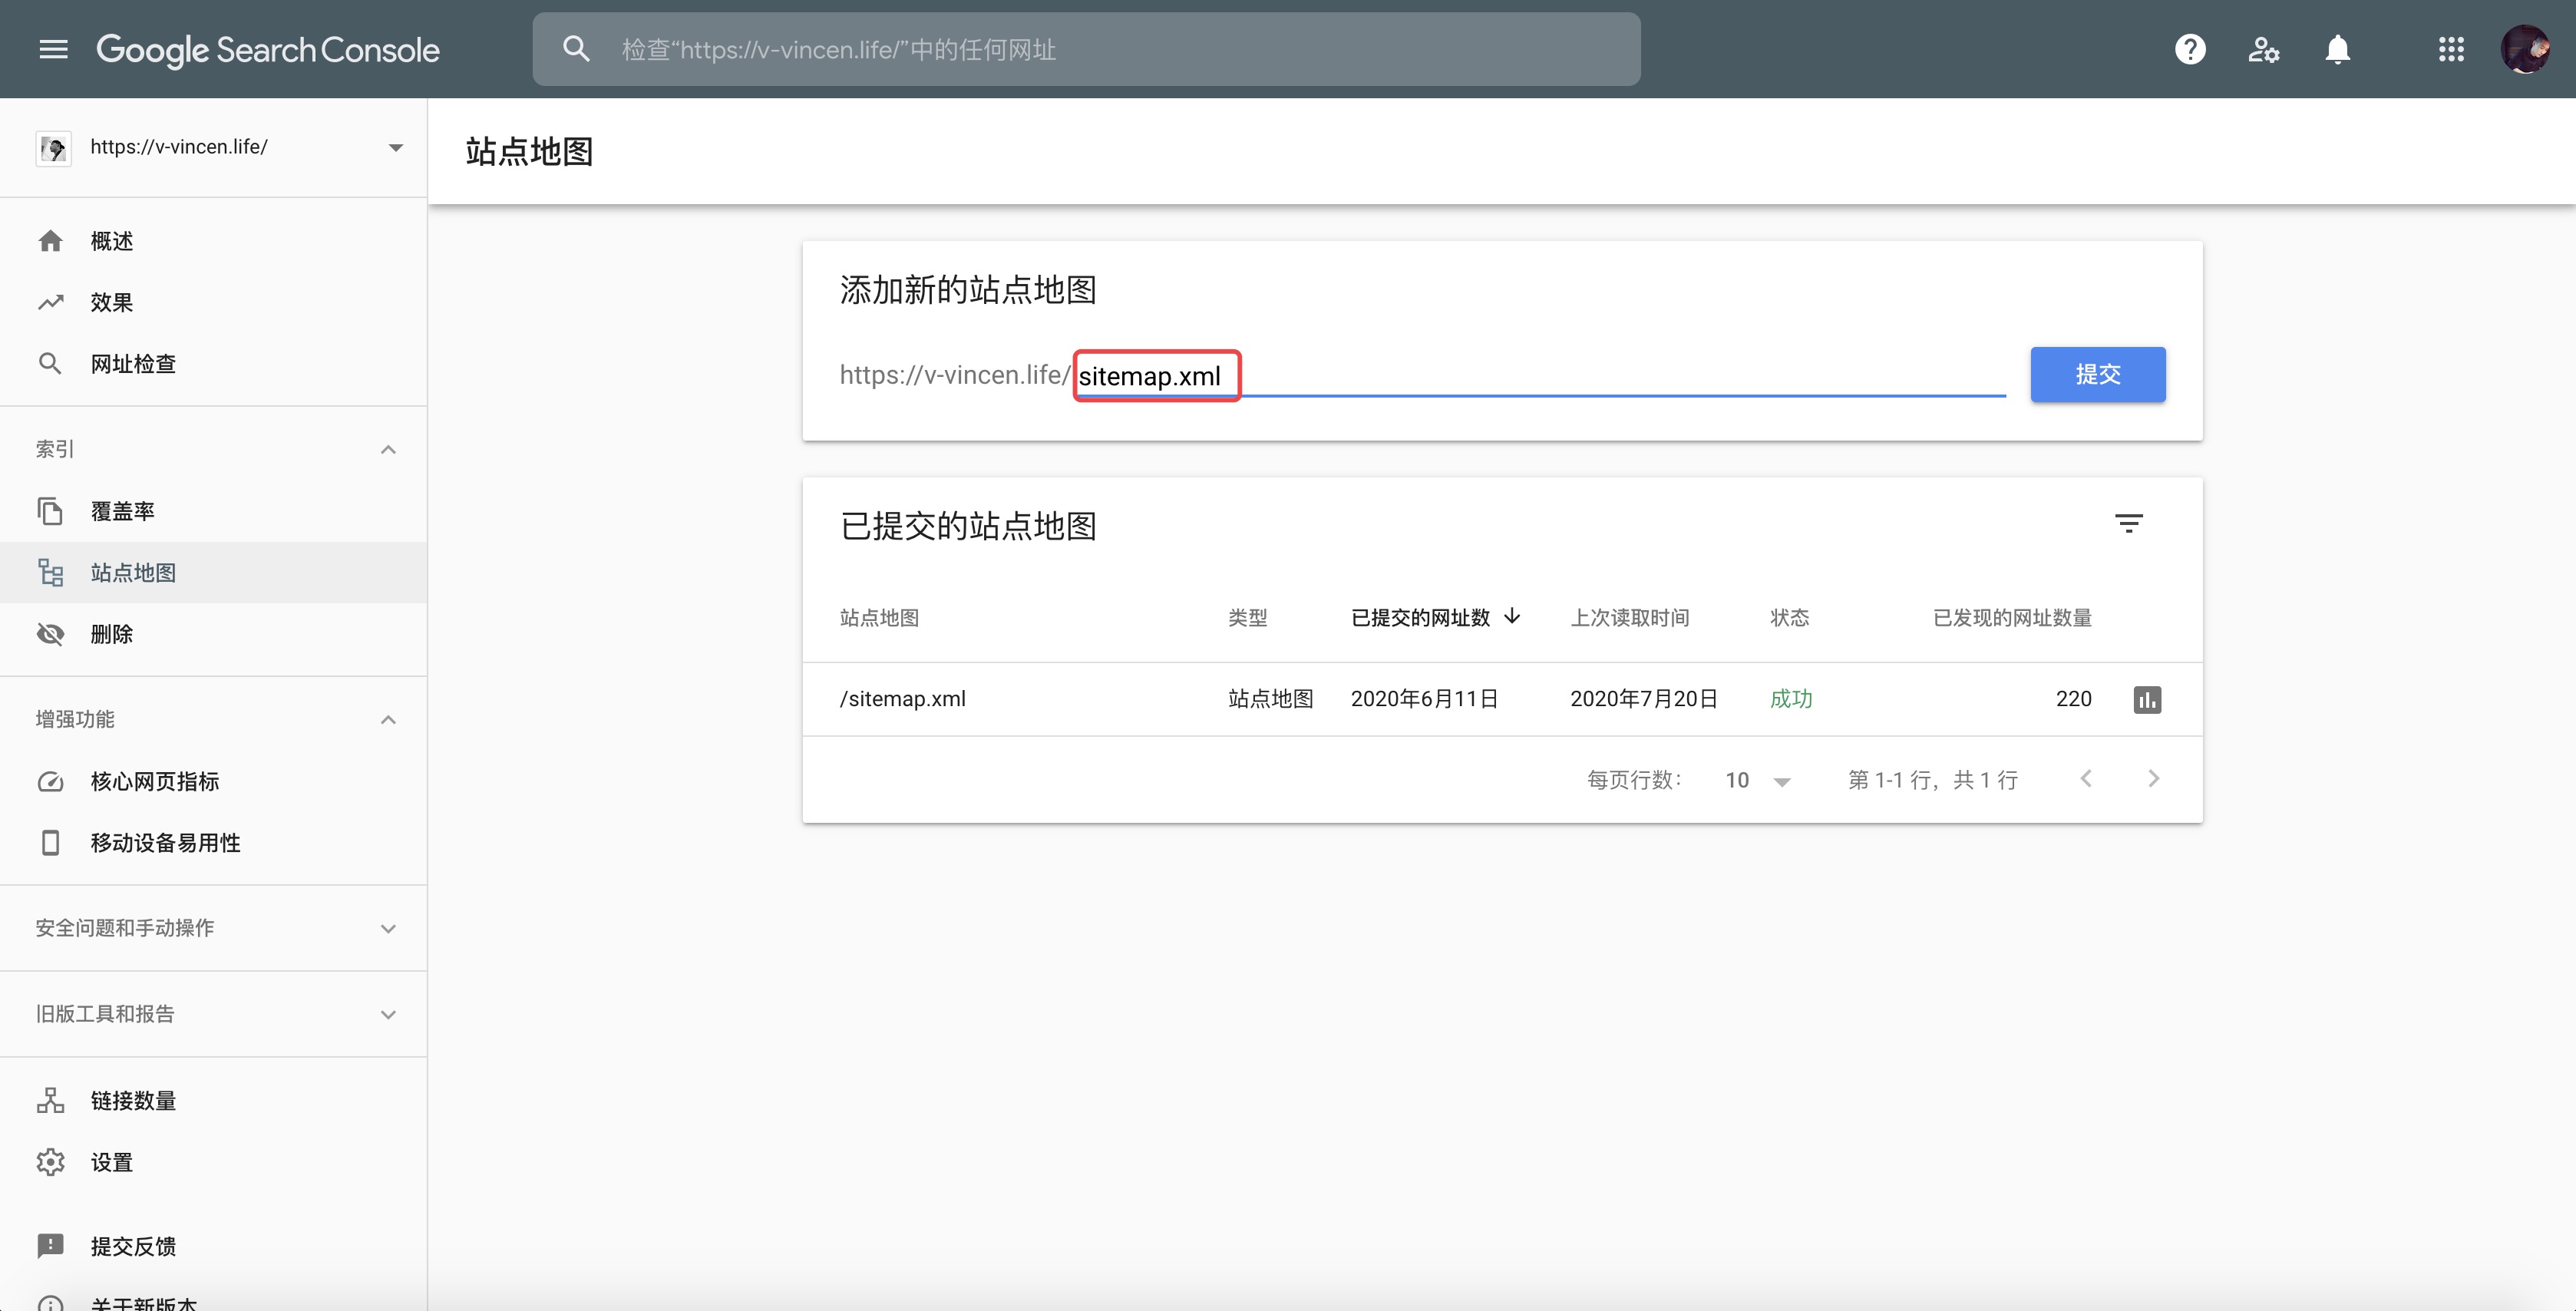 Google Search Console
检查“https://v-vincen.life/”中的任何网址
https://v-vincen.life/
概述
效果
网址检查
索引
覆盖率
站点地图
删除
增强功能
核心网页指标
移动设备易用性
安全问题和手动操作
旧版工具和报告
链接数量
设置
提交反馈
关于新版本
站点地图
添加新的站点地图
https://v-vincen.life/sitemap.xml
提交
已提交的站点地图
站点地图 类型 已提交的网址数 上次读取时间 状态 已发现的网址数量
/sitemap.xml 站点地图 2020年6月11日 2020年7月20日 成功 220
每页行数： 10 第 1-1 行，共 1 行